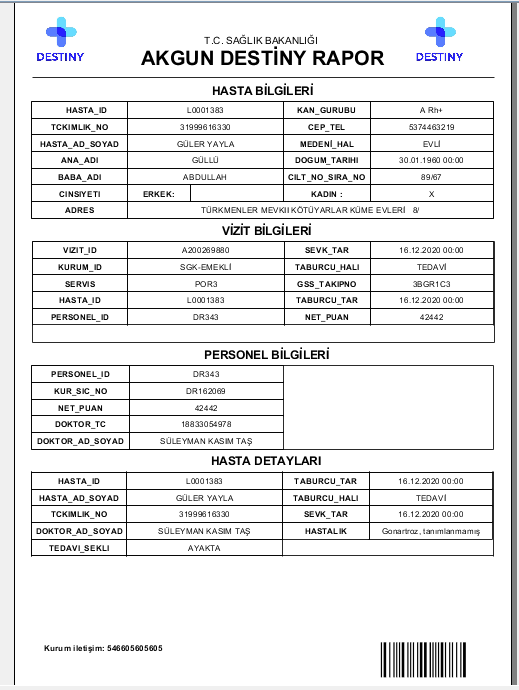 T.C. SAĞLIK BAKANLIĞI
DESTINY AKGUN DESTİNY RAPOR DESTINY
HASTA BİLGİLERİ
HASTA_ID L0001383 KAN_GURUBU A Rh+
TCKIMLIK_NO 31999616330 CEP_TEL 5374463219
HASTA_AD_SOYAD GÜLER YAYLA MEDENİ_HAL EVLİ
ANA_ADI GÜLLÜ DOGUM_TARIHI 30.01.1960 00:00
BABA_ADI ABDULLAH CILT_NO_SIRA_NO 89/67
CINSIYETI ERKEK: KADIN : X
ADRES TÜRKMENLER MEVKII KÖTÜYARLAR KÜME EVLERİ 8/
VİZİT BİLGİLERİ
VIZIT_ID A200269880 SEVK_TAR 16.12.2020 00:00
KURUM_ID SGK-EMEKLİ TABURCU_HALI TEDAVİ
SERVIS POR3 GSS_TAKIPNO 3BGR1C3
HASTA_ID L0001383 TABURCU_TAR 16.12.2020 00:00
PERSONEL_ID DR343 NET_PUAN 42442
PERSONEL BİLGİLERİ
PERSONEL_ID DR343
KUR_SIC_NO DR162069
NET_PUAN 42442
DOKTOR_TC 18833054978
DOKTOR_AD_SOYAD SÜLEYMAN KASIM TAŞ
HASTA DETAYLARI
HASTA_ID L0001383 TABURCU_TAR 16.12.2020 00:00
HASTA_AD_SOYAD GÜLER YAYLA TABURCU_HALI TEDAVİ
TCKIMLIK_NO 31999616330 SEVK_TAR 16.12.2020 00:00
DOKTOR_AD_SOYAD SÜLEYMAN KASIM TAŞ HASTALIK Gonartroz, tanımlanmamış
TEDAVI_SEKLI AYAKTA
Kurum iletişim: 546605605605